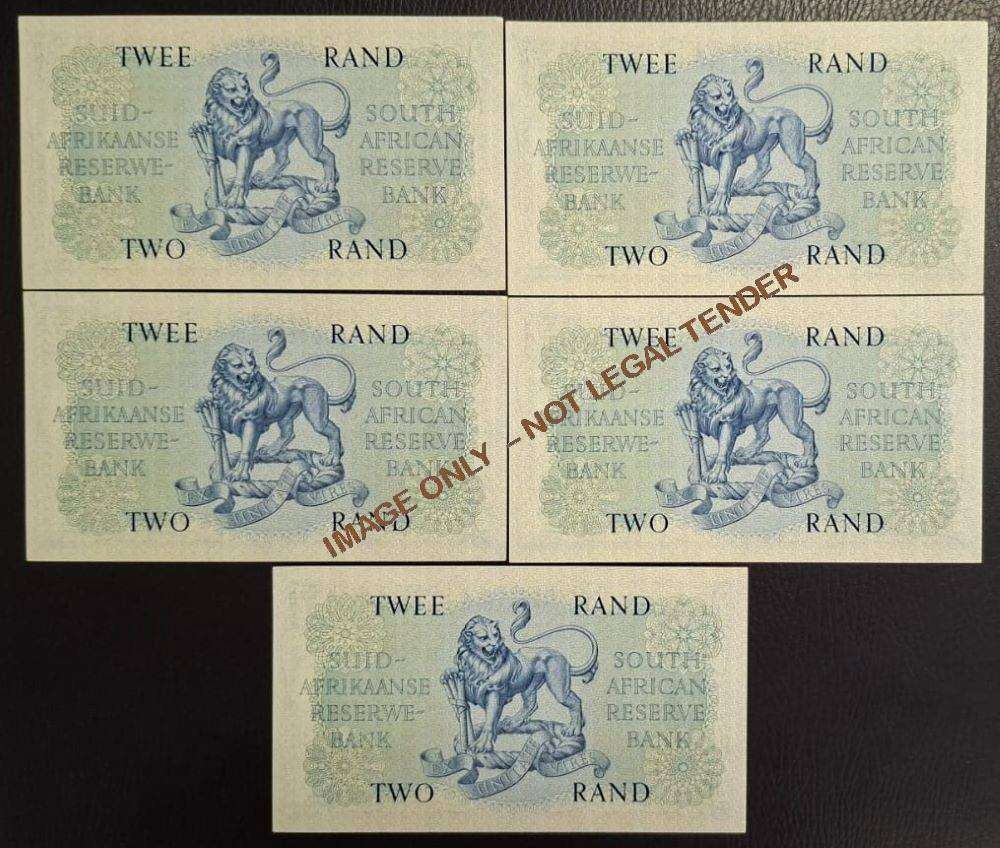 TWEE RAND
SUID-
AFRIKAANSE
RESERWE-
BANK
SOUTH
AFRICAN
RESERVE
BANK
TWO RAND
TWEE RAND
SUID-
AFRIKAANSE
RESERWE-
BANK
SOUTH
AFRICAN
RESERVE
BANK
TWO RAND
TWEE RAND
SUID-
AFRIKAANSE
RESERWE-
BANK
SOUTH
AFRICAN
RESERVE
BANK
TWO RAND
TWEE RAND
SUID-
AFRIKAANSE
RESERWE-
BANK
SOUTH
AFRICAN
RESERVE
BANK
TWO RAND
IMAGE ONLY - NOT LEGAL TENDER
TWEE RAND
SUID-
AFRIKAANSE
RESERWE-
BANK
SOUTH
AFRICAN
RESERVE
BANK
TWO RAND